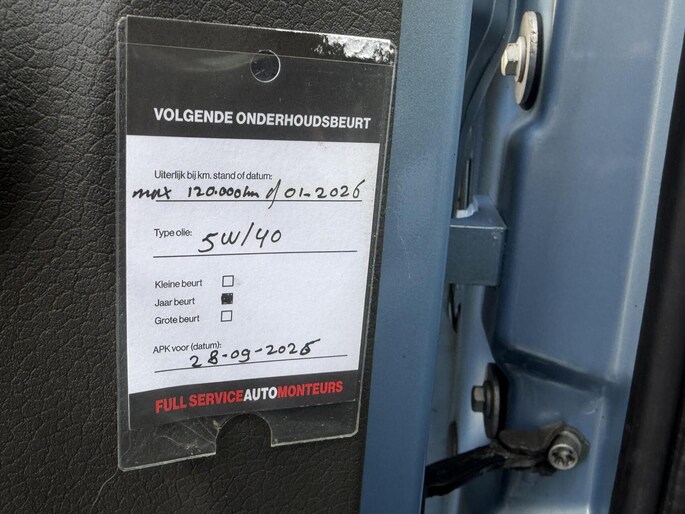 VOLGENDE ONDERHOUDSBEURT
Uiterlijk bij km. stand of datum:
max 120.000km of 01-2026
Type olie: 5W/40
Kleine beurt
Jaar beurt
Grote beurt
APK voor (datum): 28-09-2025
FULL SERVICEAUTOMONTEURS